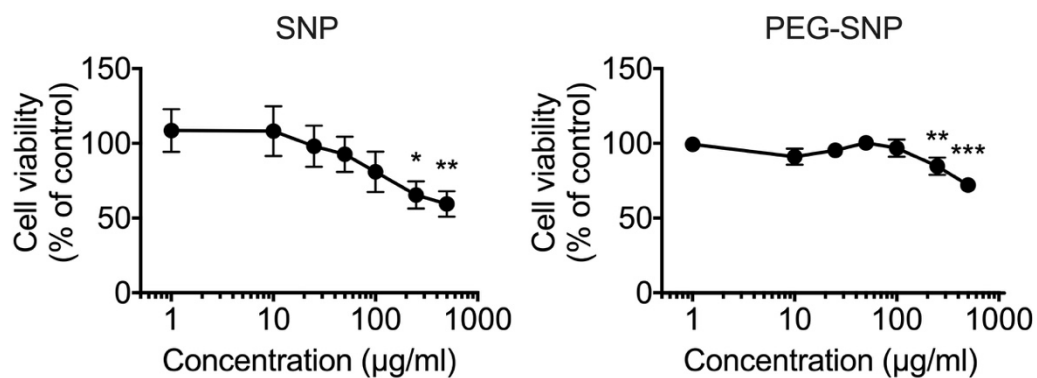 SNP
Cell viability
(% of control)
150
100
50
0
*
**
1
10
100
1000
Concentration (µg/ml)
PEG-SNP
Cell viability
(% of control)
150
100
50
0
**
***
1
10
100
1000
Concentration (µg/ml)